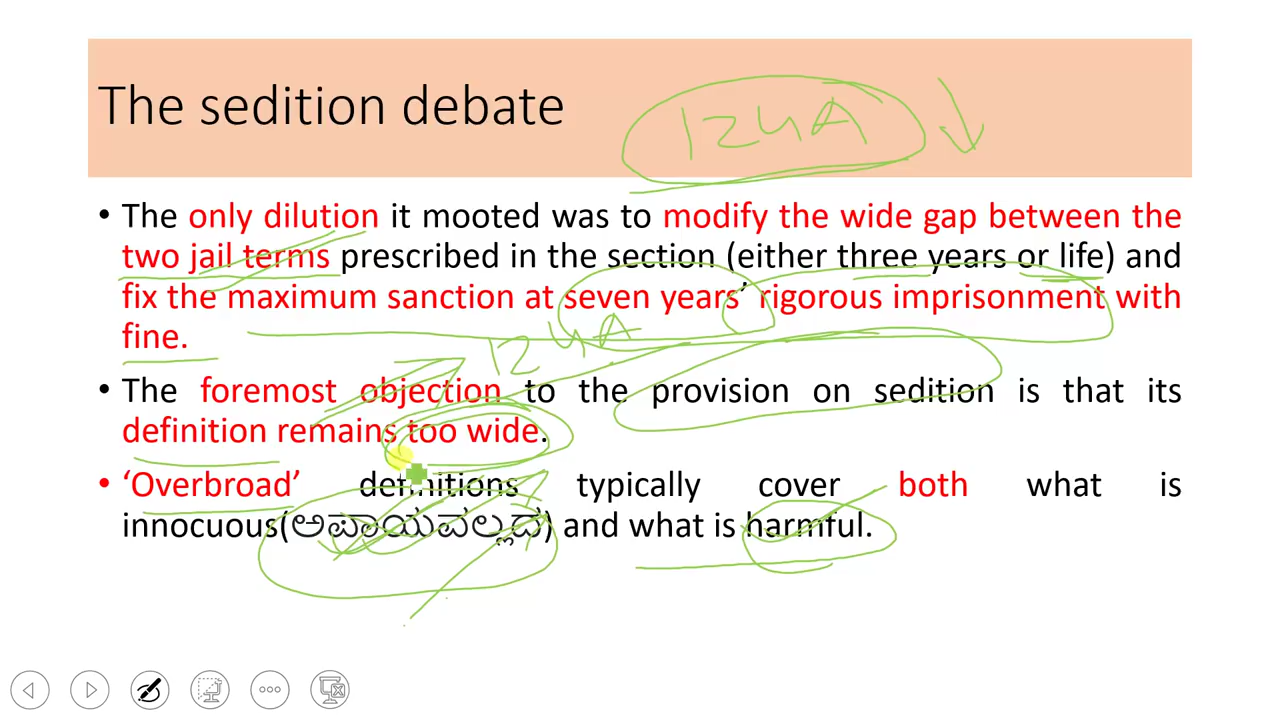 The sedition debate
124A
• The only dilution it mooted was to modify the wide gap between the
two jail terms prescribed in the section (either three years or life) and
fix the maximum sanction at seven years’ rigorous imprisonment with
fine.
124A
• The foremost objection to the provision on sedition is that its
definition remains too wide.
• ‘Overbroad’ definitions typically cover both what is
innocuous(ಅಪಾಯವಲ್ಲದ) and what is harmful.